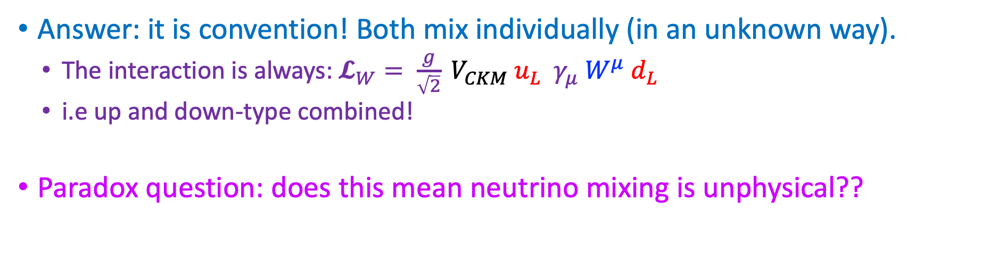 • Answer: it is convention! Both mix individually (in an unknown way).
• The interaction is always: 𝓛_W = g/√2 V_CKM u_L γ_μ W^μ d_L
• i.e up and down-type combined!
• Paradox question: does this mean neutrino mixing is unphysical??